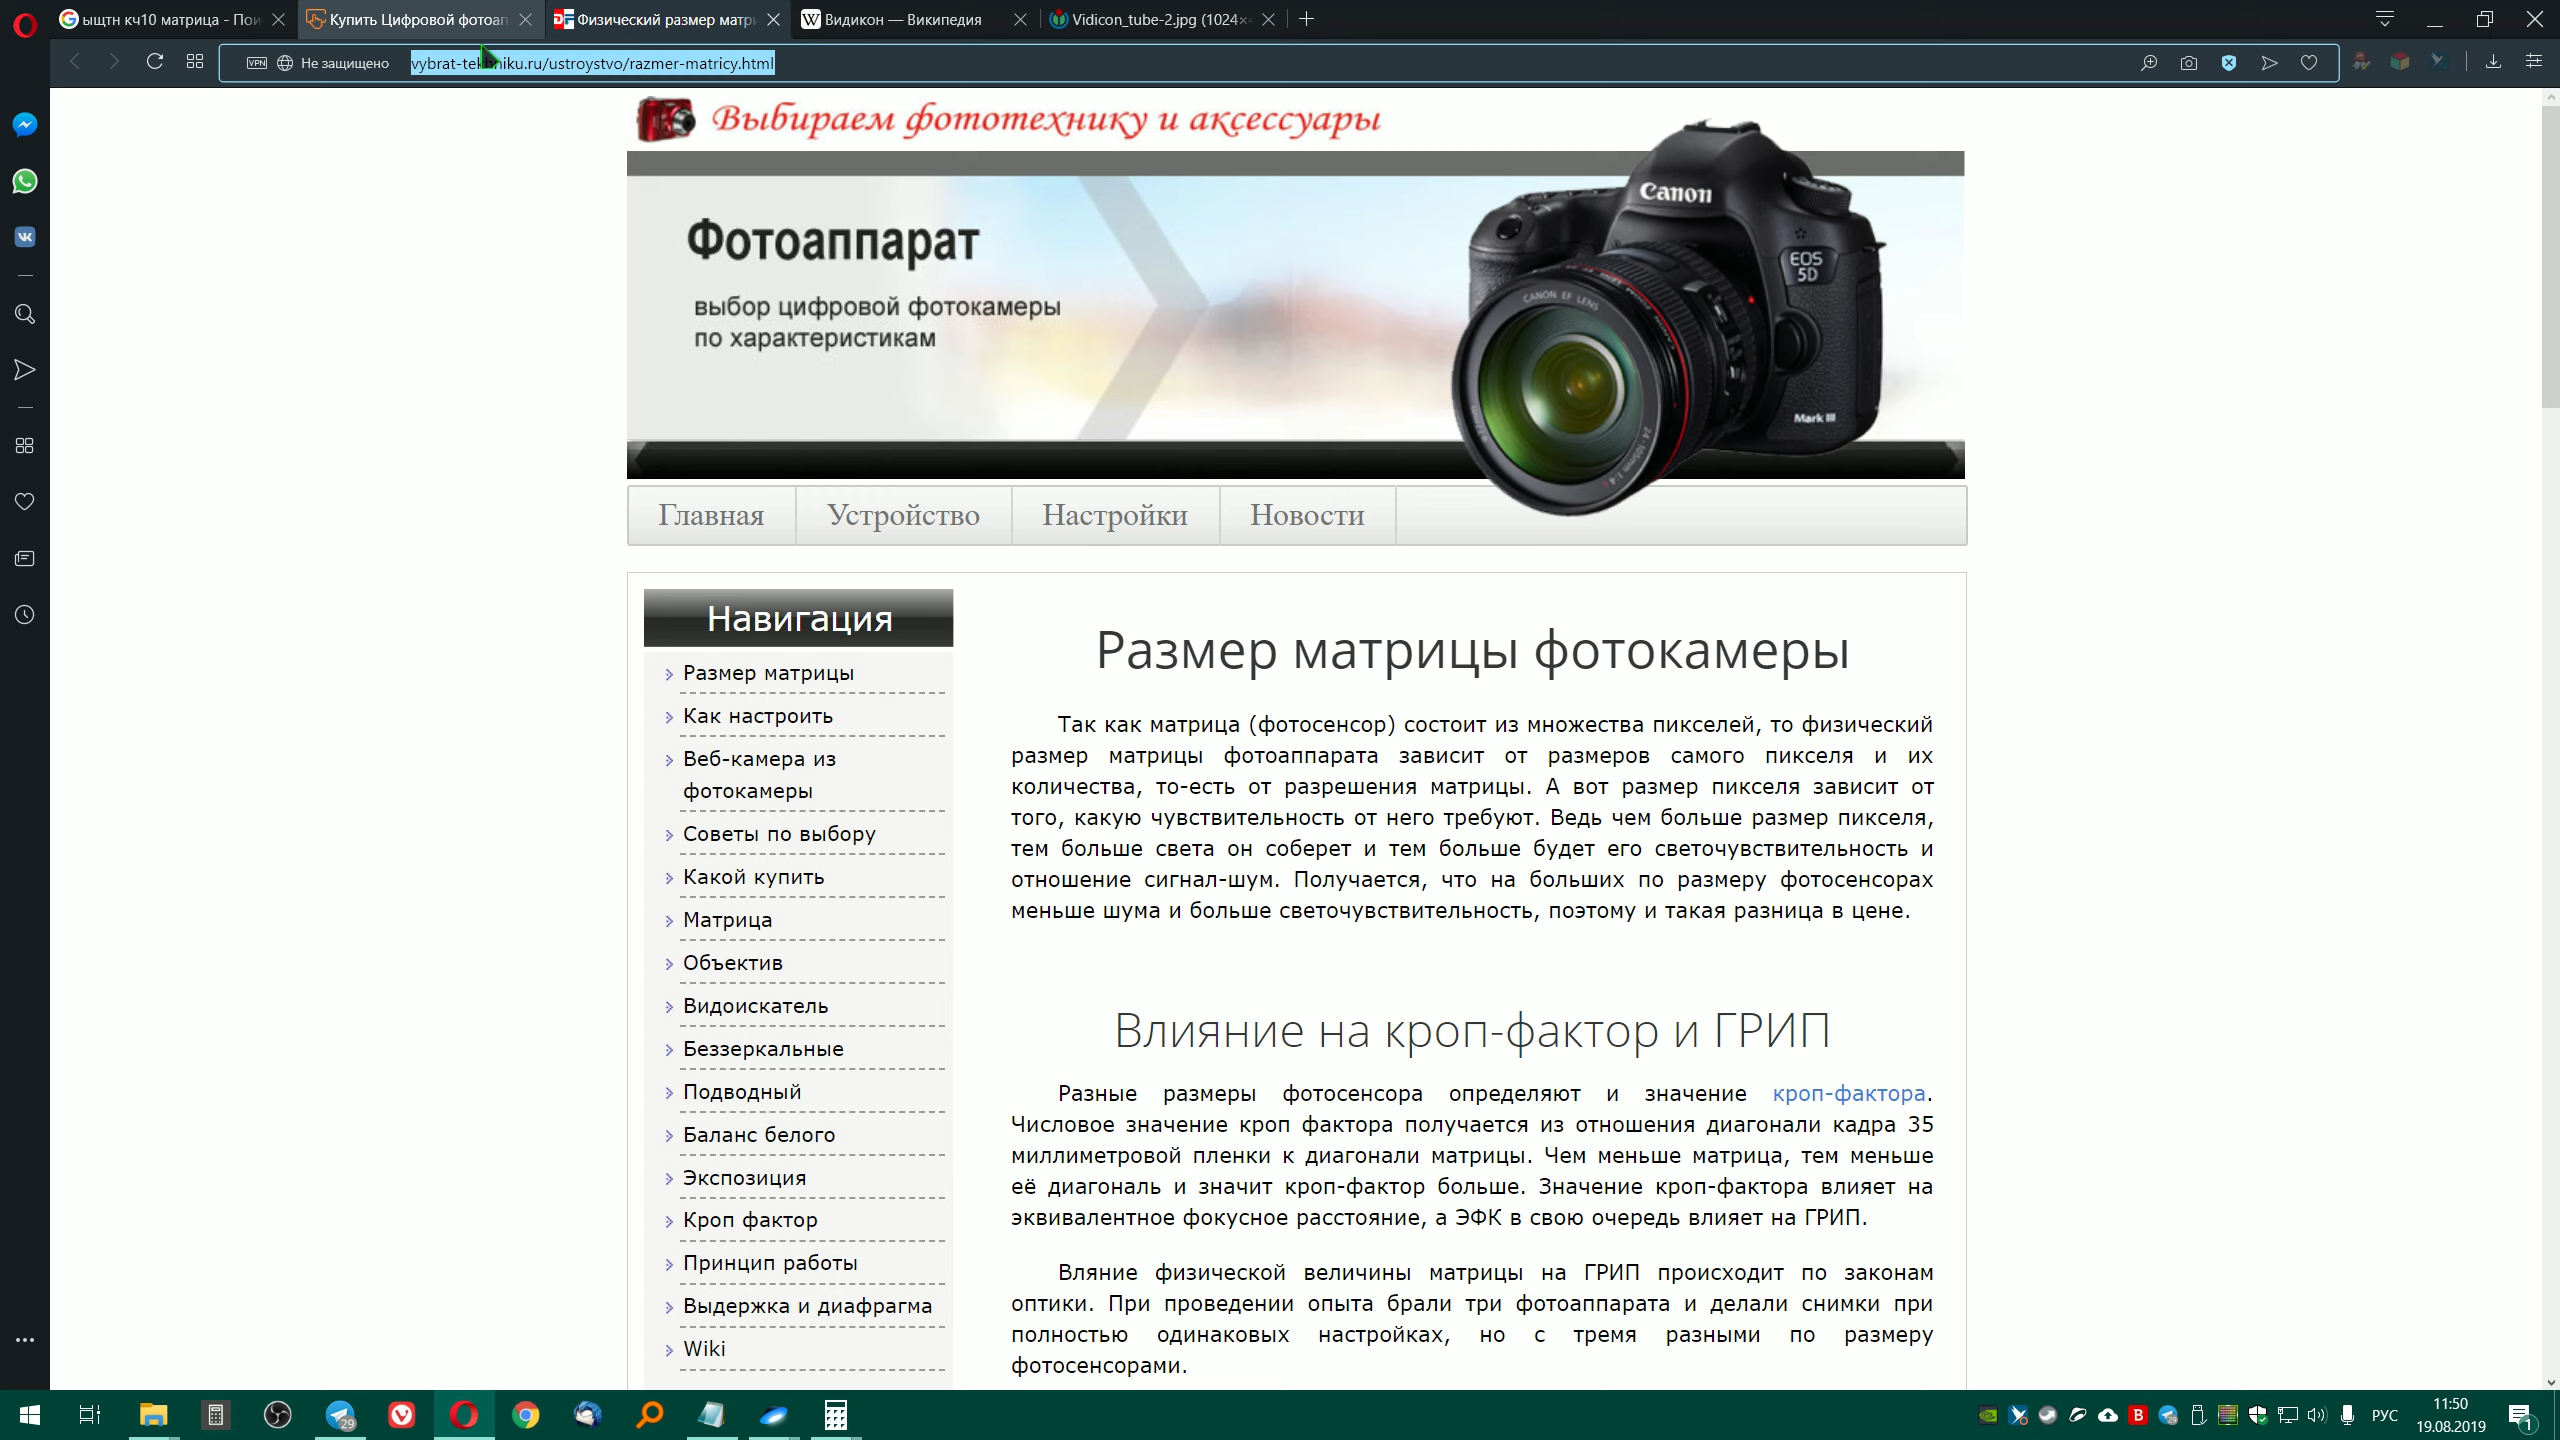 ыщтн кч10 матрица - Пои
Купить Цифровой фотоап
Физический размер матри
Видикон — Википедия
Vidicon_tube-2.jpg (1024×
VPN
Не защищено
vybrat-tekhniku.ru/ustroystvo/razmer-matricy.html
Выбираем фототехнику и аксессуары
Фотоаппарат
выбор цифровой фотокамеры
по характеристикам
Canon
EOS
5D
CANON EF LENS
Mark III
Главная
Устройство
Настройки
Новости
Навигация
Размер матрицы
Как настроить
Веб-камера из
фотокамеры
Советы по выбору
Какой купить
Матрица
Объектив
Видоискатель
Беззеркальные
Подводный
Баланс белого
Экспозиция
Кроп фактор
Принцип работы
Выдержка и диафрагма
Wiki
Размер матрицы фотокамеры
Так как матрица (фотосенсор) состоит из множества пикселей, то физический
размер матрицы фотоаппарата зависит от размеров самого пикселя и их
количества, то-есть от разрешения матрицы. А вот размер пикселя зависит от
того, какую чувствительность от него требуют. Ведь чем больше размер пикселя,
тем больше света он соберет и тем больше будет его светочувствительность и
отношение сигнал-шум. Получается, что на больших по размеру фотосенсорах
меньше шума и больше светочувствительность, поэтому и такая разница в цене.
Влияние на кроп-фактор и ГРИП
Разные размеры фотосенсора определяют и значение кроп-фактора.
Числовое значение кроп фактора получается из отношения диагонали кадра 35
миллиметровой пленки к диагонали матрицы. Чем меньше матрица, тем меньше
её диагональ и значит кроп-фактор больше. Значение кроп-фактора влияет на
эквивалентное фокусное расстояние, а ЭФК в свою очередь влияет на ГРИП.
Вляние физической величины матрицы на ГРИП происходит по законам
оптики. При проведении опыта брали три фотоаппарата и делали снимки при
полностью одинаковых настройках, но с тремя разными по размеру
фотосенсорами.
29
РУС
11:50
19.08.2019
1